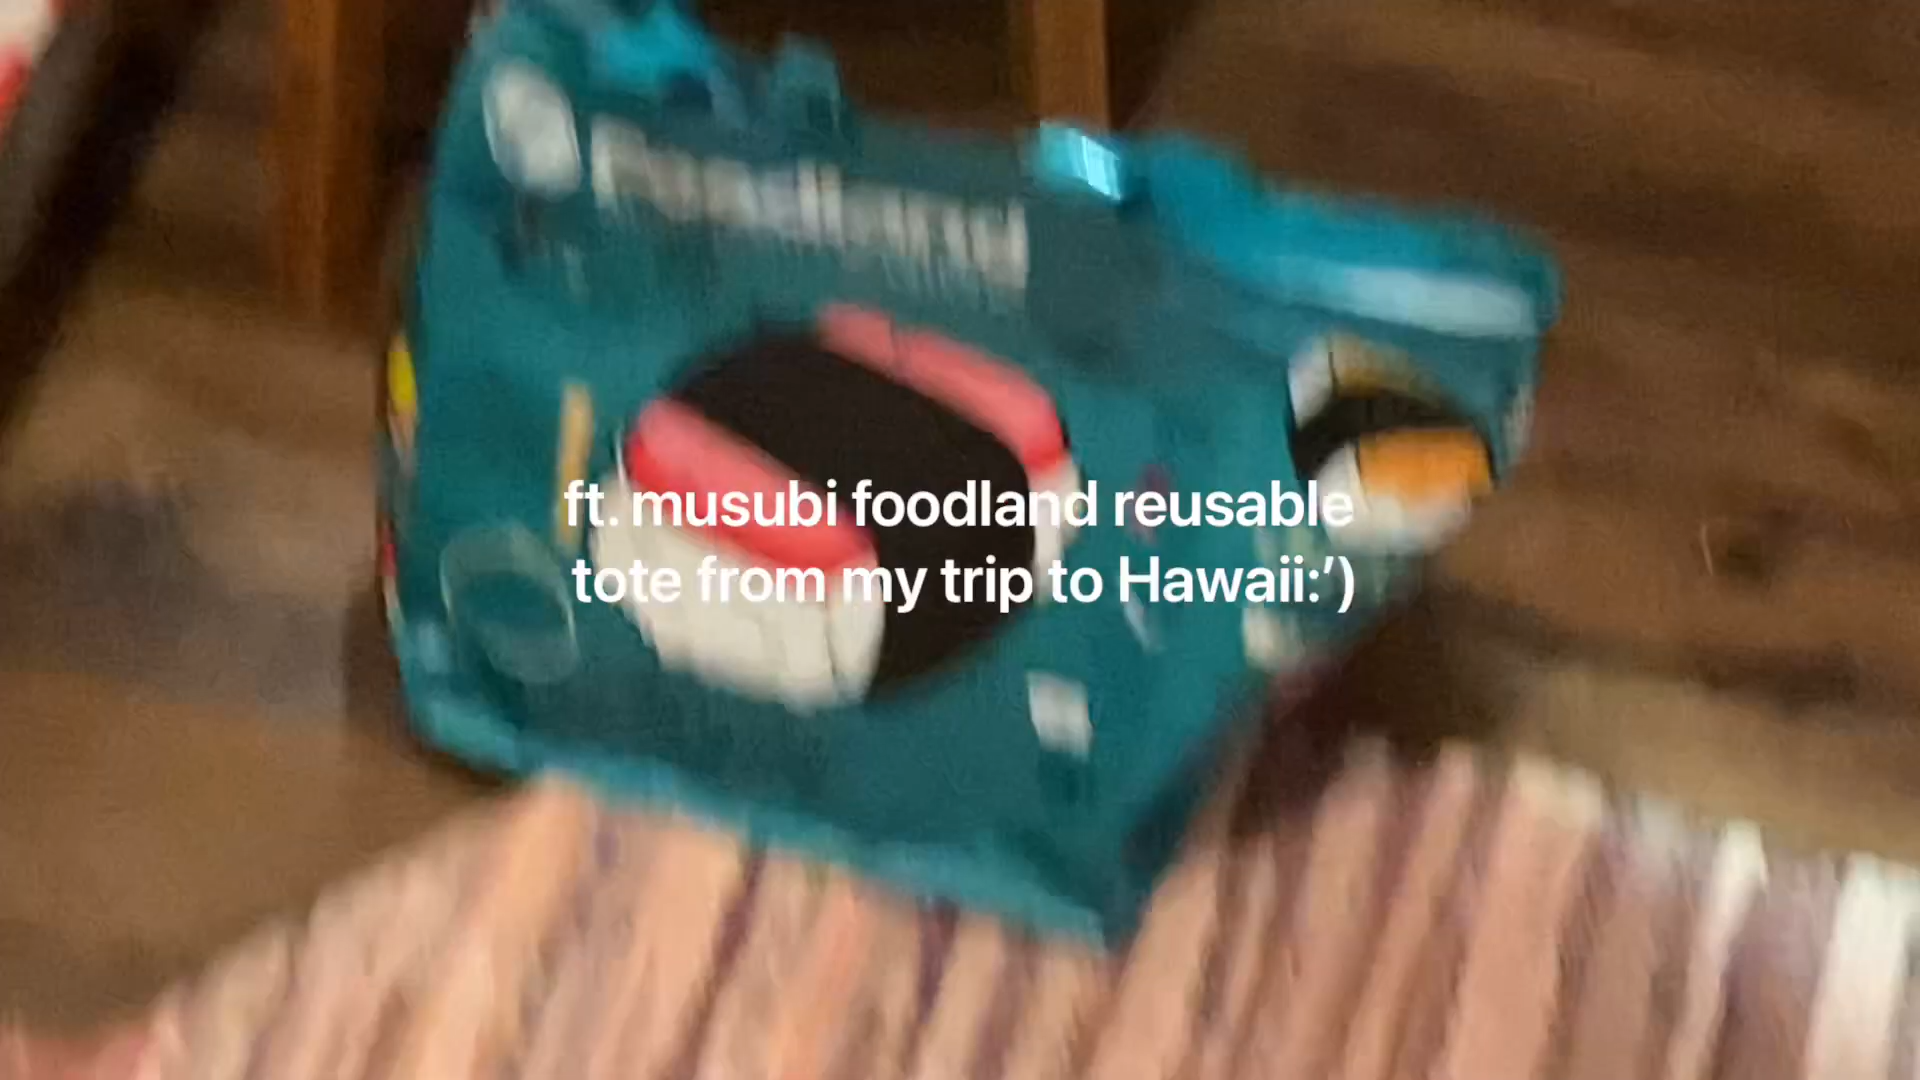 ft. musubi foodland reusable
tote from my trip to Hawaii:’)